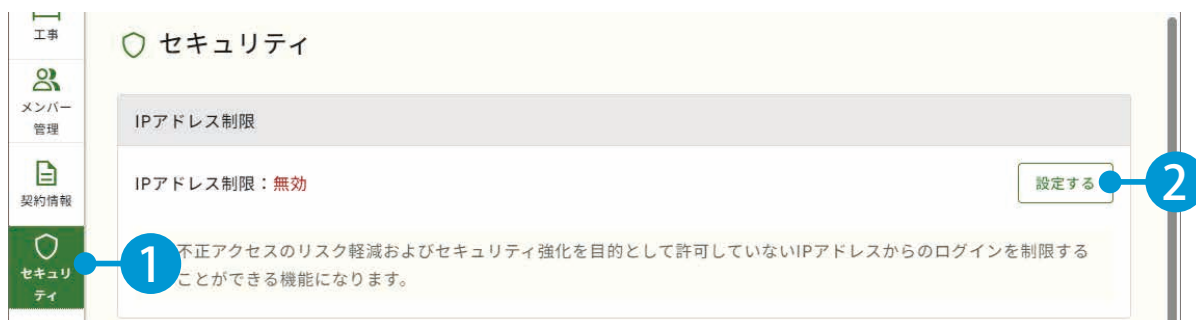 工事
メンバー
管理
契約情報
セキュリ
ティ
1
セキュリティ
IPアドレス制限
IPアドレス制限：無効
設定する
2
不正アクセスのリスク軽減およびセキュリティ強化を目的として許可していないIPアドレスからのログインを制限する
ことができる機能になります。